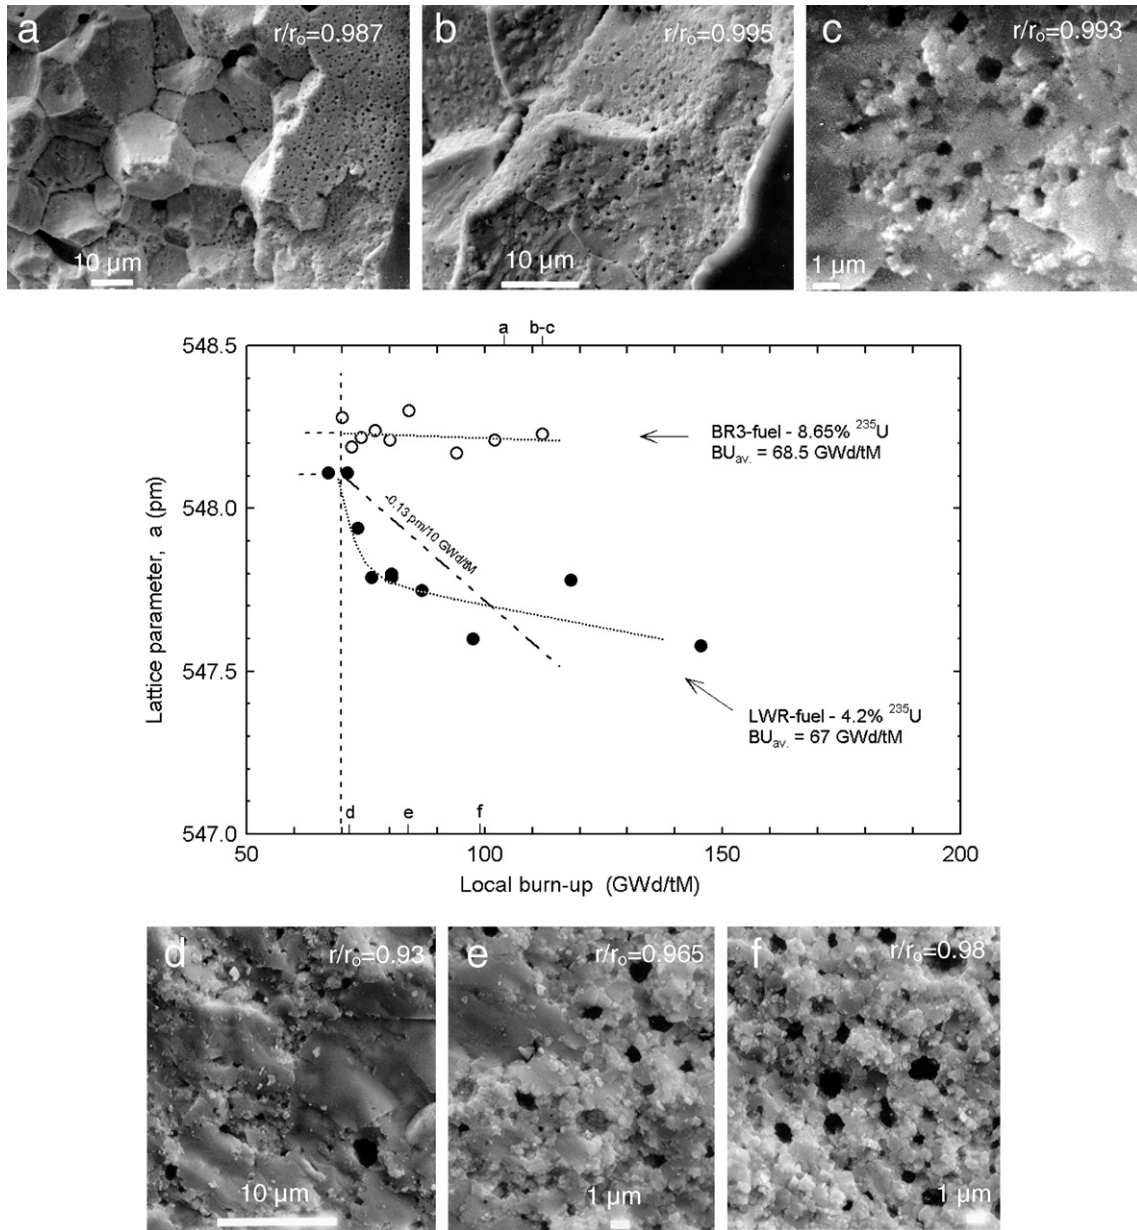 a
r/r₀=0.987
10 µm
b
r/r₀=0.995
10 µm
c
r/r₀=0.993
1 µm
a
b-c
548.5
548.0
547.5
547.0
Lattice parameter, a (pm)
BR3-fuel - 8.65% ²³⁵U
BUav. = 68.5 GWd/tM
-0.13 pm/10 GWd/tM
LWR-fuel - 4.2% ²³⁵U
BUav. = 67 GWd/tM
d
e
f
50
100
150
200
Local burn-up (GWd/tM)
d
r/r₀=0.93
10 µm
e
r/r₀=0.965
1 µm
f
r/r₀=0.98
1 µm